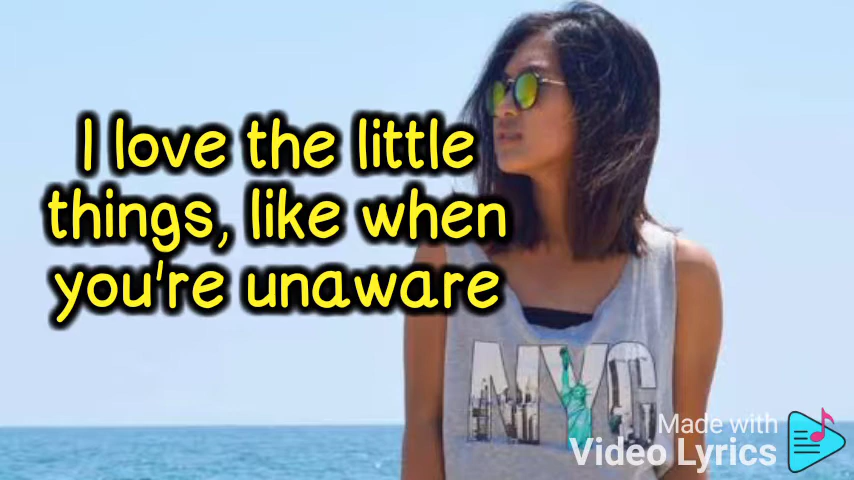 I love the little
things, like when
you're unaware
NYC
Made with
Video Lyrics